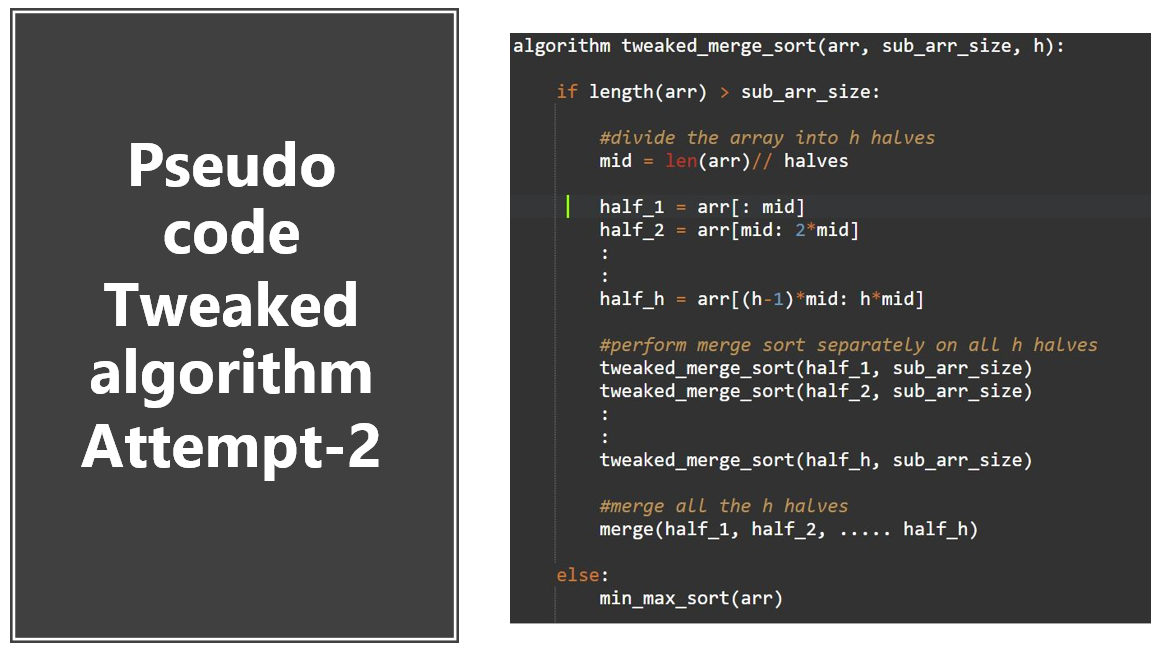 Pseudo
code
Tweaked
algorithm
Attempt-2
algorithm tweaked_merge_sort(arr, sub_arr_size, h):
if length(arr) > sub_arr_size:
#divide the array into h halves
mid = len(arr)// halves
half_1 = arr[: mid]
half_2 = arr[mid: 2*mid]
:
:
half_h = arr[(h-1)*mid: h*mid]
#perform merge sort separately on all h halves
tweaked_merge_sort(half_1, sub_arr_size)
tweaked_merge_sort(half_2, sub_arr_size)
:
:
tweaked_merge_sort(half_h, sub_arr_size)
#merge all the h halves
merge(half_1, half_2, ..... half_h)
else:
min_max_sort(arr)